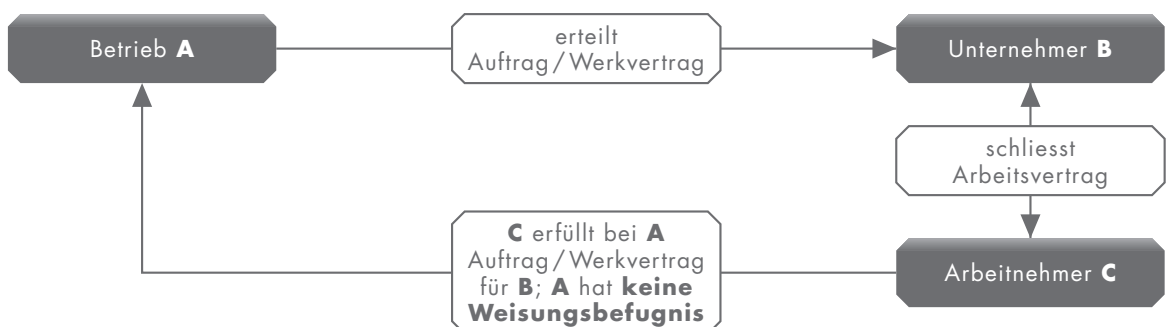 Betrieb A
erteilt
Auftrag/Werkvertrag
Unternehmer B
schliesst
Arbeitsvertrag
C erfüllt bei A
Auftrag/Werkvertrag
für B; A hat keine
Weisungsbefugnis
Arbeitnehmer C